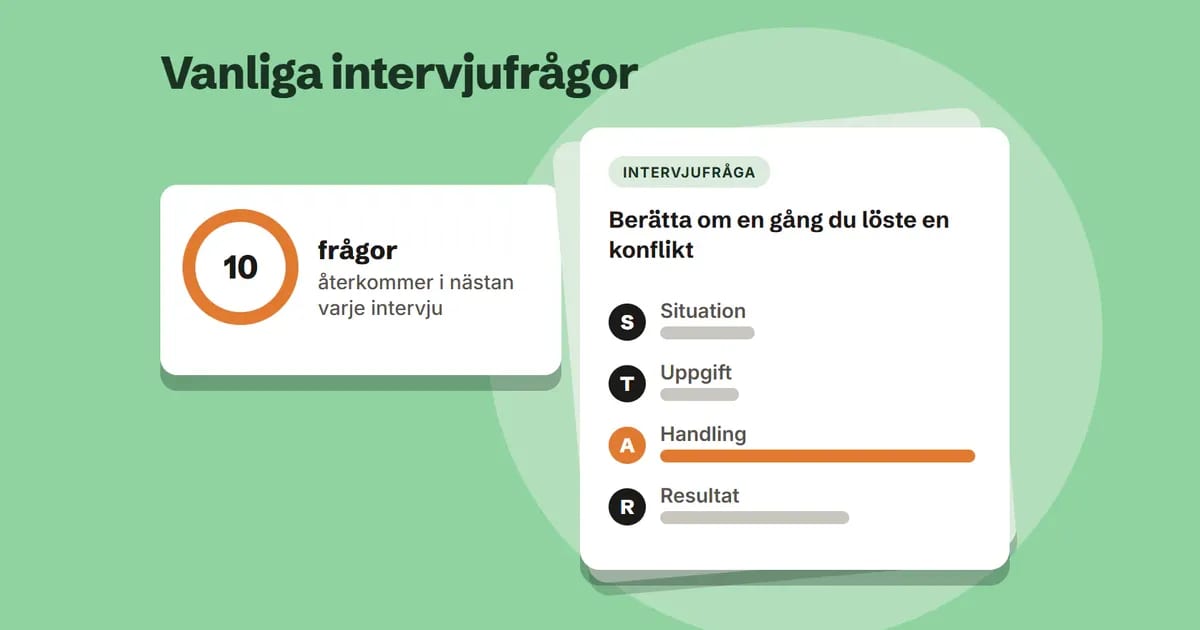 Vanliga intervjufrågor
10
frågor
återkommer i nästan
varje intervju
INTERVJUFRÅGA
Berätta om en gång du löste en
konflikt
S Situation
T Uppgift
A Handling
R Resultat